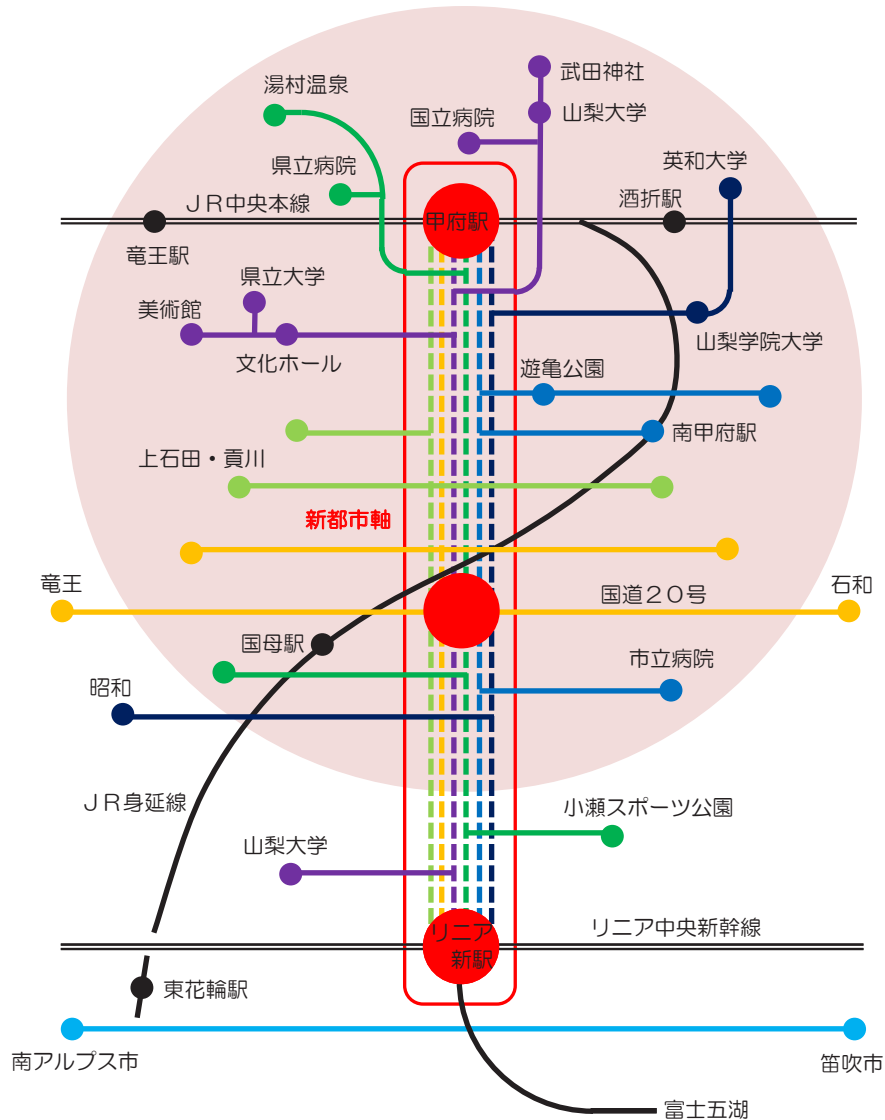 武田神社
湯村温泉
国立病院
山梨大学
県立病院
英和大学
ＪＲ中央本線
甲府駅
酒折駅
竜王駅
県立大学
美術館
文化ホール
山梨学院大学
遊亀公園
南甲府駅
上石田・貢川
新都市軸
竜王
国道２０号
石和
国母駅
市立病院
昭和
ＪＲ身延線
小瀬スポーツ公園
山梨大学
リニア中央新幹線
リニア
新駅
東花輪駅
南アルプス市
笛吹市
富士五湖